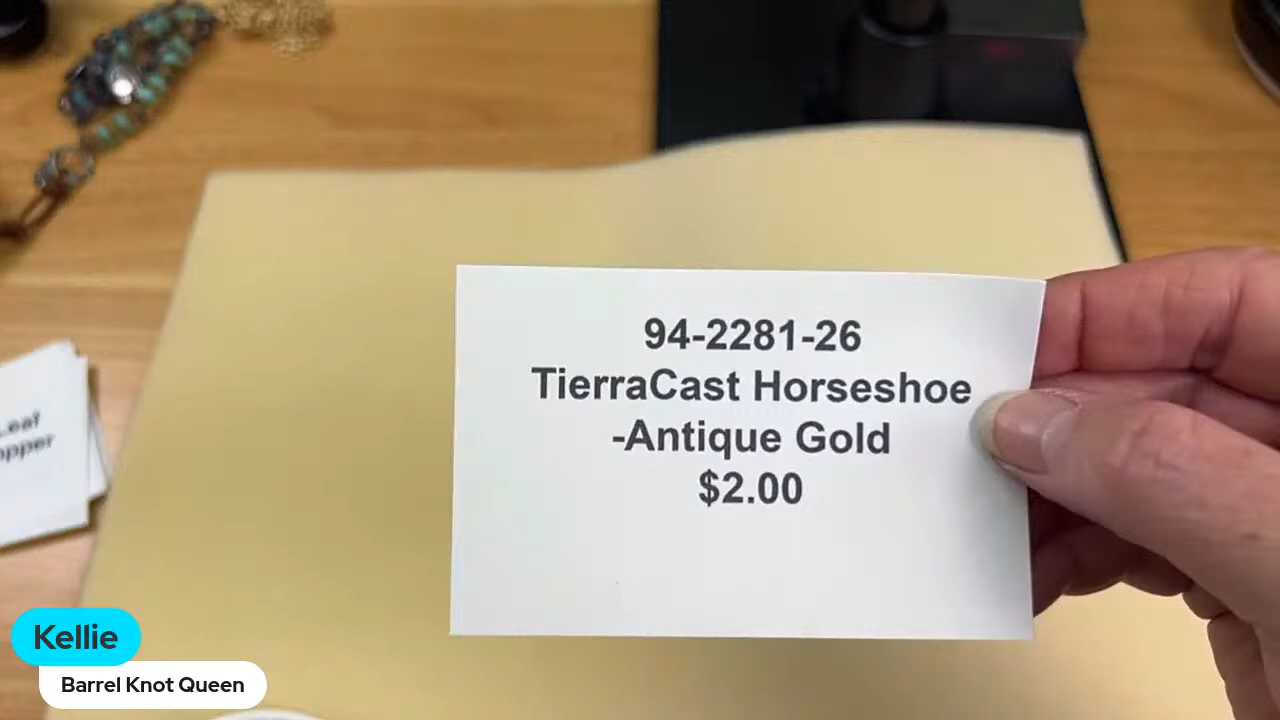 94-2281-26
TierraCast Horseshoe
-Antique Gold
$2.00
Kellie
Barrel Knot Queen